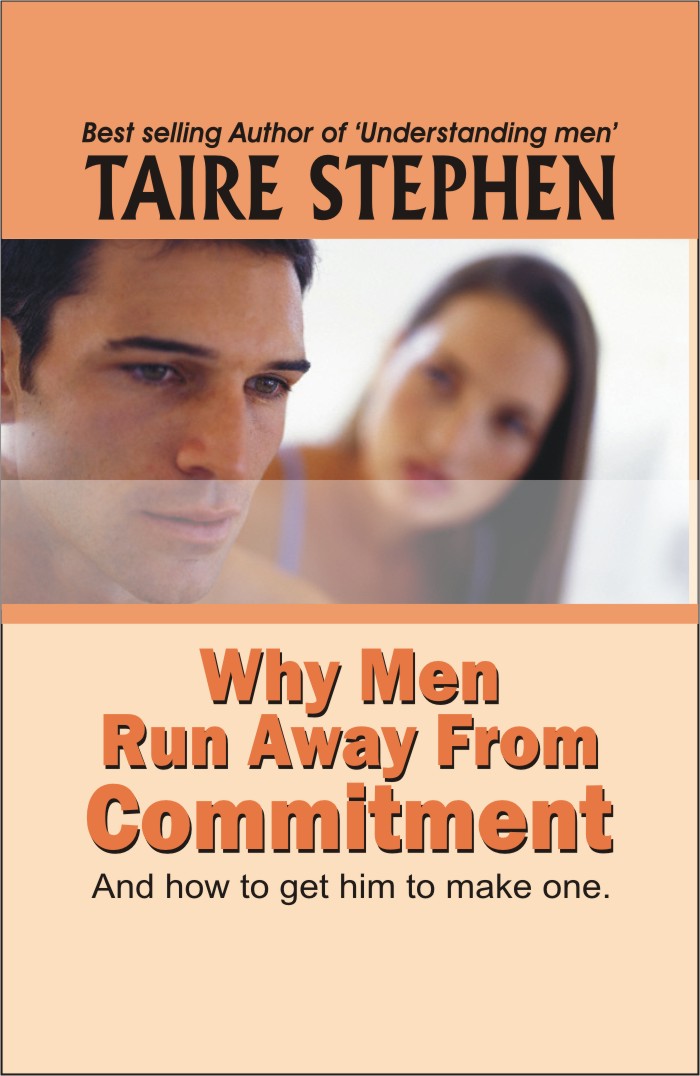 Best selling Author of ‘Understanding men’
TAIRE STEPHEN
Why Men
Run Away From
Commitment
And how to get him to make one.